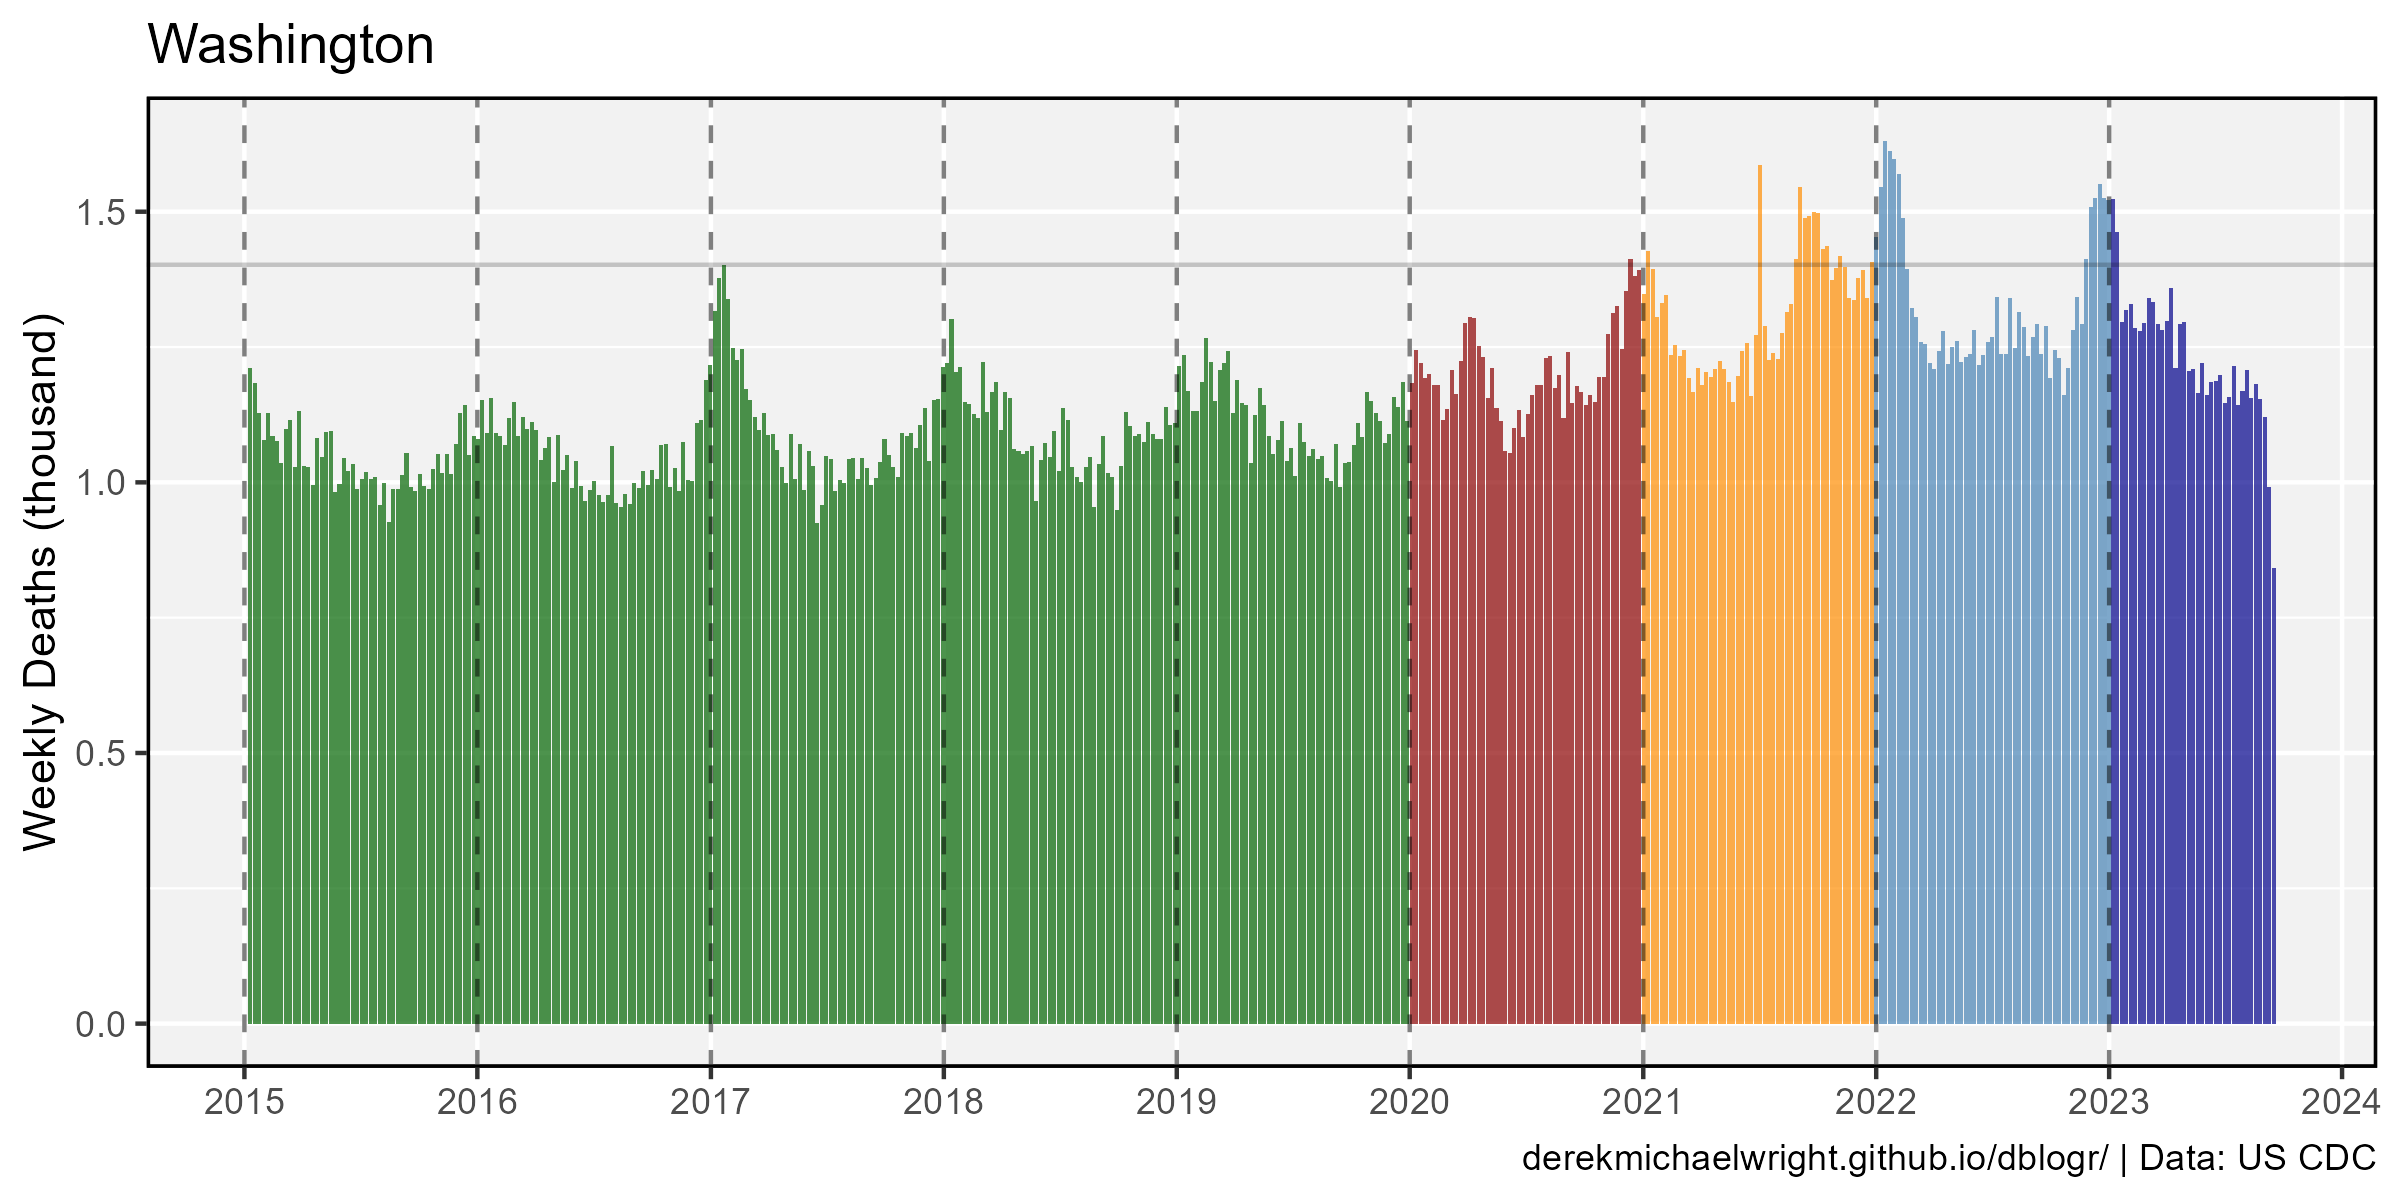 Washington
Weekly Deaths (thousand)
1.5
1.0
0.5
0.0
2015 2016 2017 2018 2019 2020 2021 2022 2023 2024
derekmichaelwright.github.io/dblogr/ | Data: US CDC